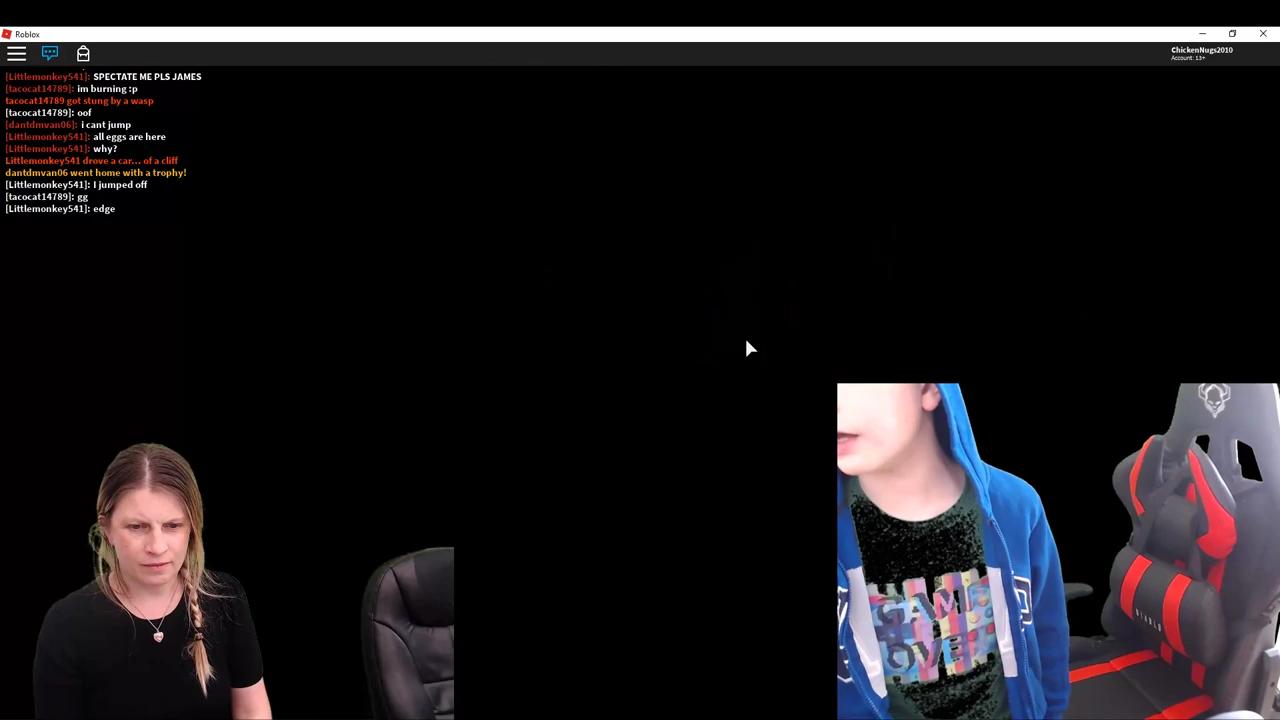 Roblox
ChickenNugs2010
Account: 13+
[Littlemonkey541]: SPECTATE ME PLS JAMES
[tacocat14789]: im burning :p
tacocat14789 got stung by a wasp
[tacocat14789]: oof
[dantdmvan06]: i cant jump
[Littlemonkey541]: all eggs are here
[Littlemonkey541]: why?
Littlemonkey541 drove a car... of a cliff
dantdmvan06 went home with a trophy!
[Littlemonkey541]: I jumped off
[tacocat14789]: gg
[Littlemonkey541]: edge
GAME
OVER
DIABLO